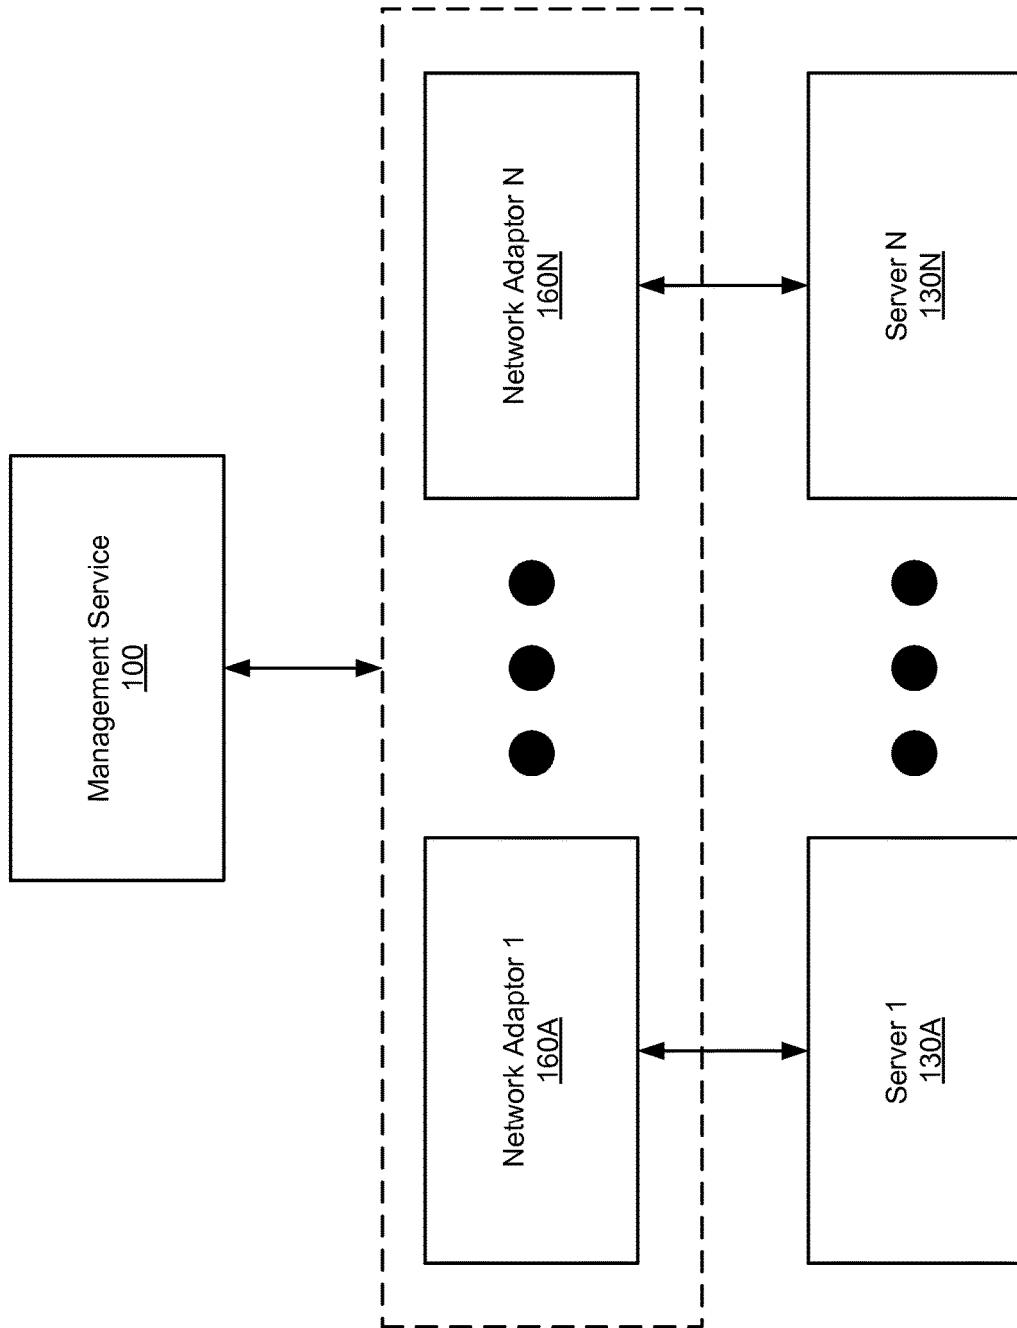 Management Service
100
Network Adaptor 1
160A
Network Adaptor N
160N
Server 1
130A
Server N
130N